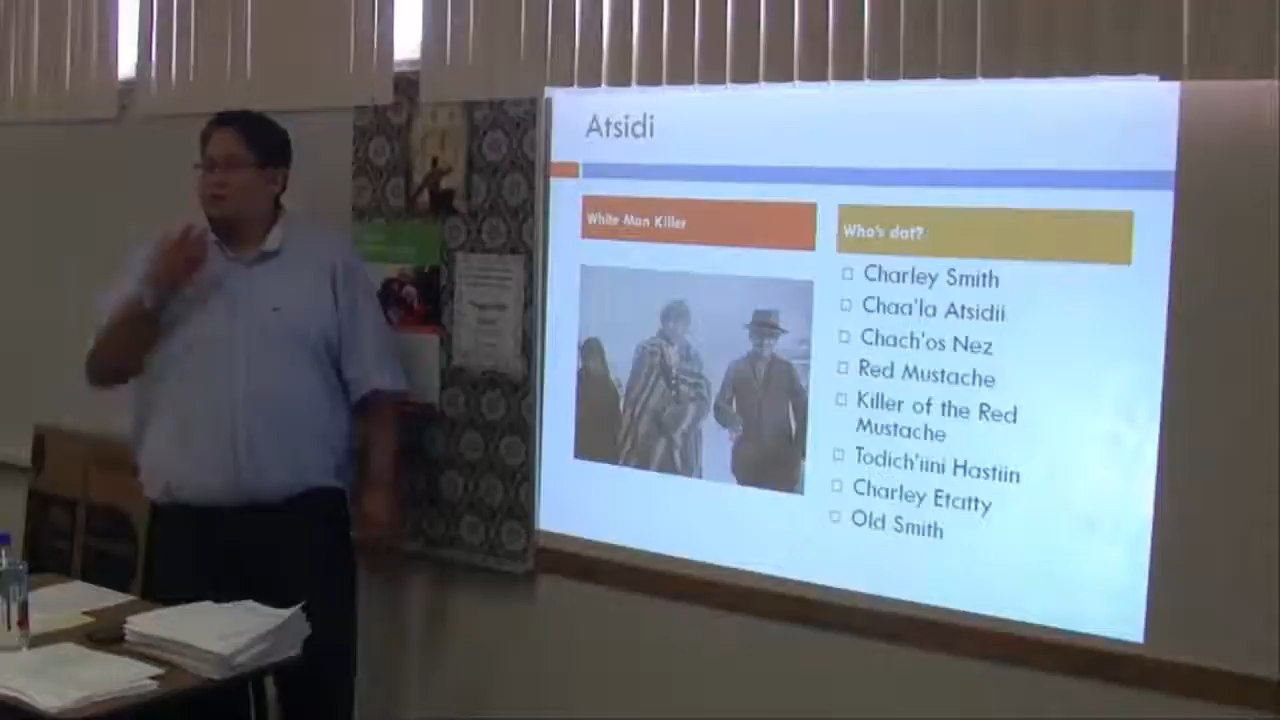 Atsidi
White Man Killer
Who's dat?
Charley Smith
Chaa'la Atsidii
Chach'os Nez
Red Mustache
Killer of the Red
Mustache
Todich'iini Hastiin
Charley Etcitty
Old Smith